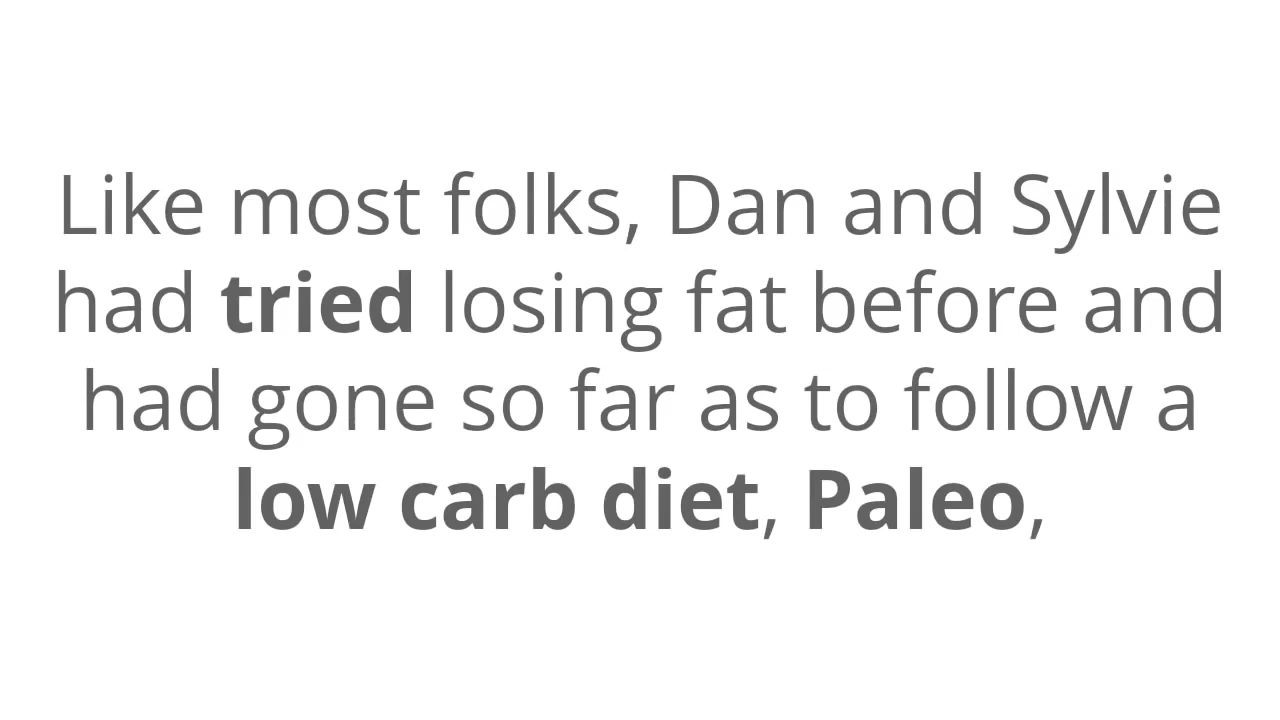 Like most folks, Dan and Sylvie
had tried losing fat before and
had gone so far as to follow a
low carb diet, Paleo,